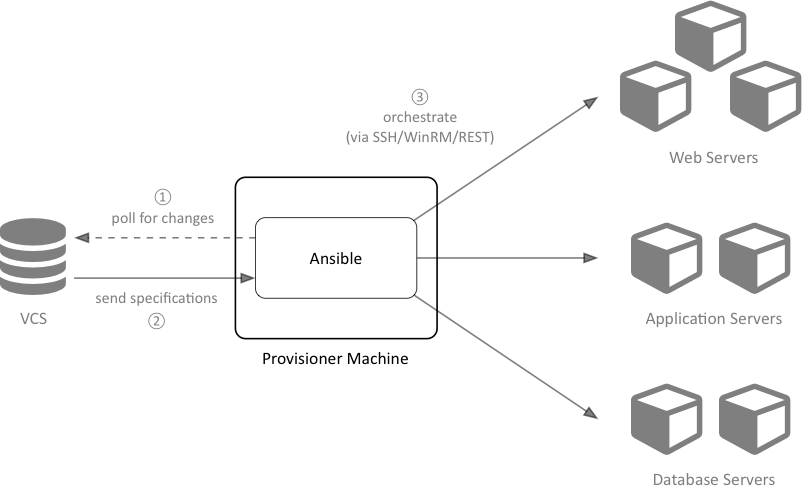 ③
orchestrate
(via SSH/WinRM/REST)
Web Servers
①
poll for changes
Ansible
send specifications
②
VCS
Application Servers
Provisioner Machine
Database Servers